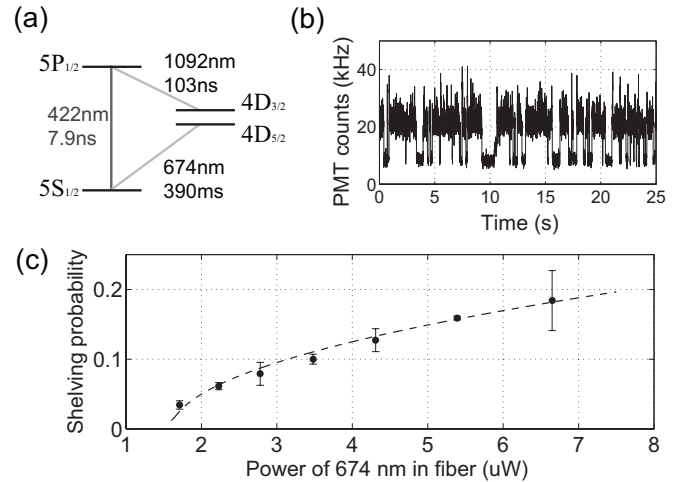 (a)
5P1/2
1092nm
103ns
4D3/2
422nm
7.9ns
4D5/2
674nm
390ms
5S1/2
(b)
PMT counts (kHz)
40
20
0
0 5 10 15 20 25
Time (s)
(c)
Shelving probability
0.2
0.1
0
1 2 3 4 5 6 7 8
Power of 674 nm in fiber (uW)